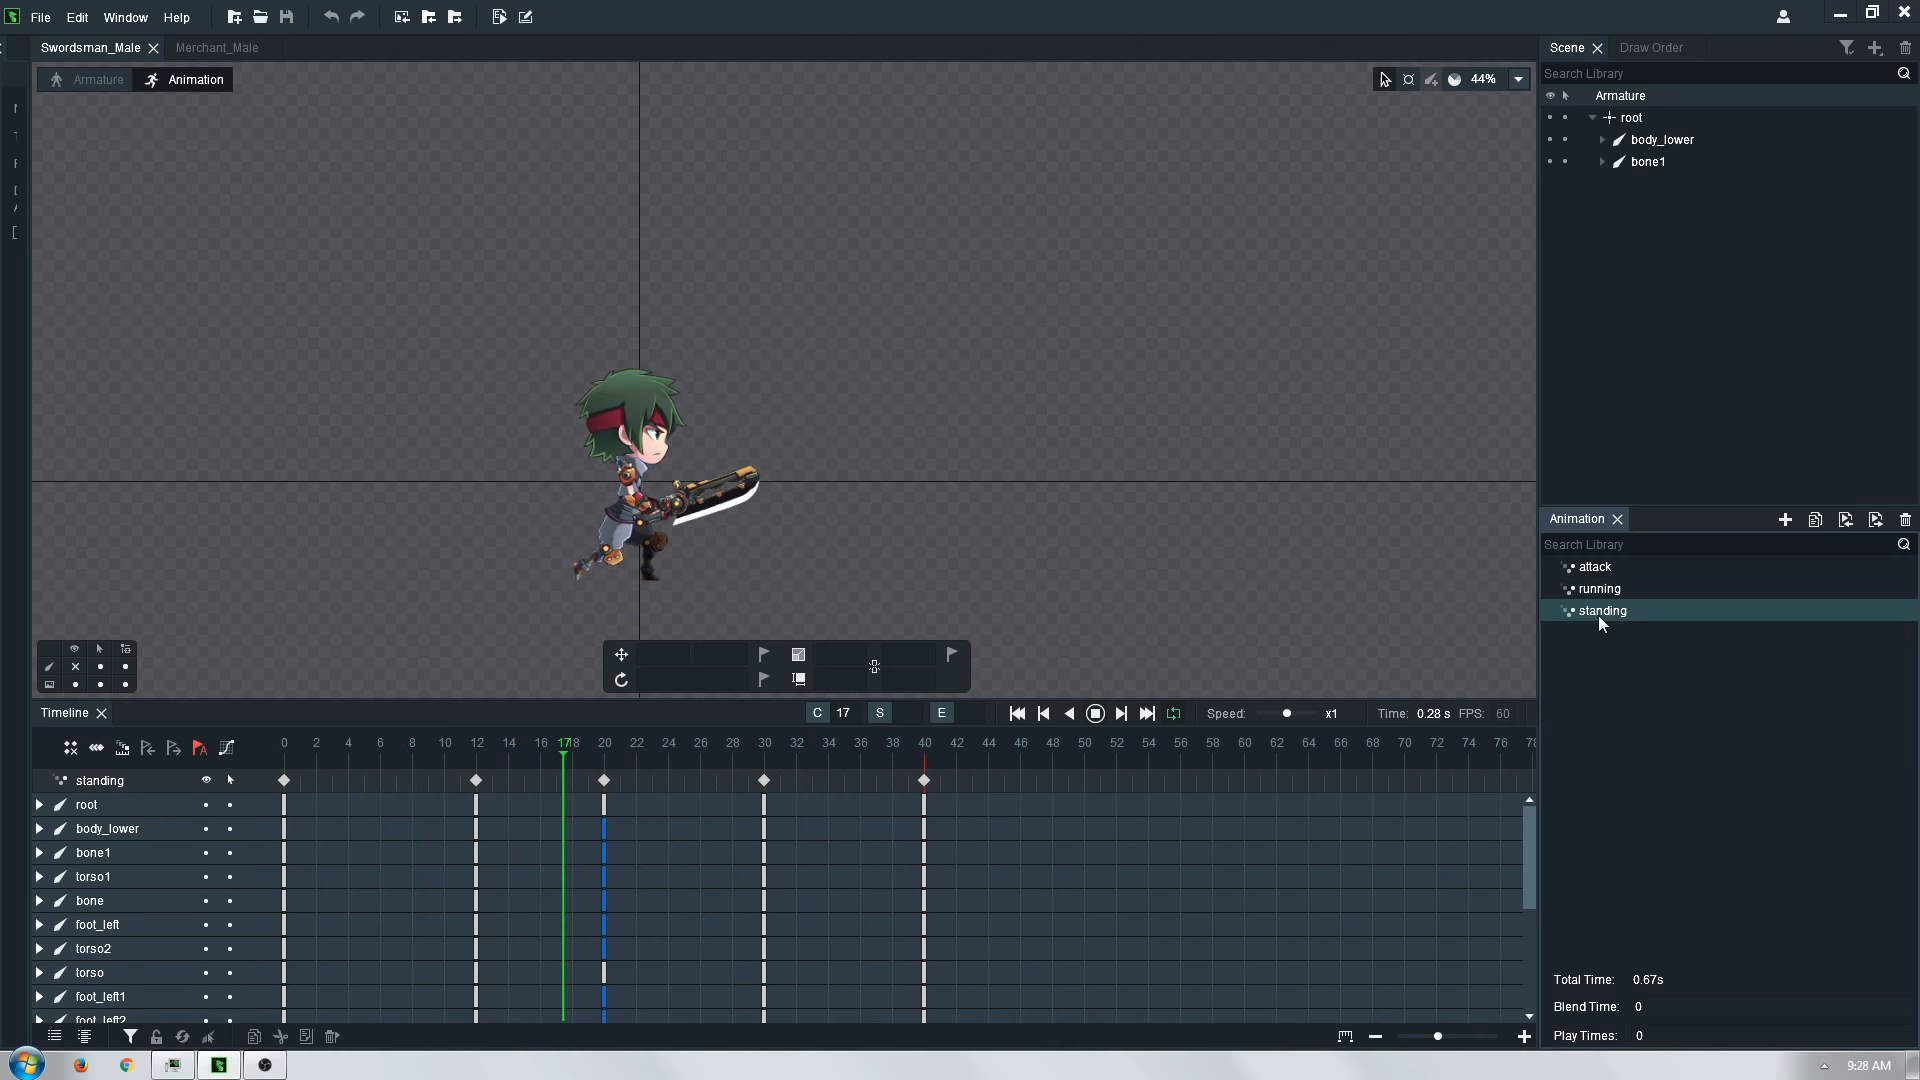 File Edit Window Help
Swordsman_Male Merchant_Male
Armature Animation
44%
Scene Draw Order
Search Library
Armature
root
body_lower
bone1
Animation
Search Library
attack
running
standing
Total Time: 0.67s
Blend Time: 0
Play Times: 0
Timeline
C 17 S E
Speed: x1 Time: 0.28 s FPS: 60
0 2 4 6 8 10 12 14 16 17 18 20 22 24 26 28 30 32 34 36 38 40 42 44 46 48 50 52 54 56 58 60 62 64 66 68 70 72 74 76 78
standing
root
body_lower
bone1
torso1
bone
foot_left
torso2
torso
foot_left1
foot_left2
9:28 AM